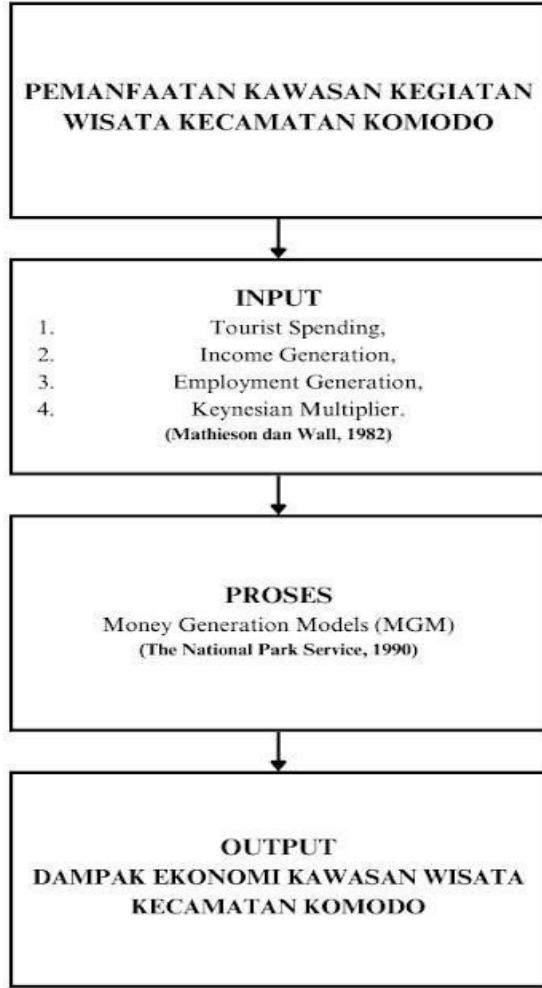 PEMANFAATAN KAWASAN KEGIATAN
WISATA KECAMATAN KOMODO
INPUT
1. Tourist Spending,
2. Income Generation,
3. Employment Generation,
4. Keynesian Multiplier.
(Mathieson dan Wall, 1982)
PROSES
Money Generation Models (MGM)
(The National Park Service, 1990)
OUTPUT
DAMPAK EKONOMI KAWASAN WISATA
KECAMATAN KOMODO